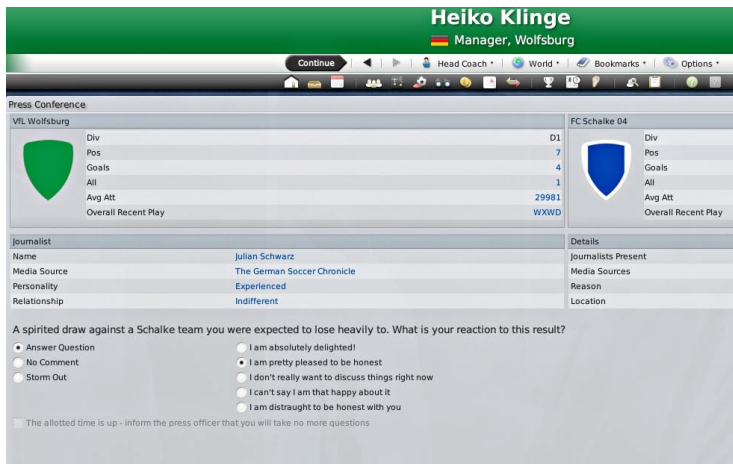 Heiko Klinge
Manager, Wolfsburg
Continue Head Coach World Bookmarks Options
Press Conference
VfL Wolfsburg FC Schalke 04
Div D1 Div
Pos 7 Pos
Goals 4 Goals
All 1 All
Avg Att 29981 Avg Att
Overall Recent Play WXWD Overall Recent Play
Journalist Details
Name Julian Schwarz Journalists Present
Media Source The German Soccer Chronicle Media Sources
Personality Experienced Reason
Relationship Indifferent Location
A spirited draw against a Schalke team you were expected to lose heavily to. What is your reaction to this result?
Answer Question I am absolutely delighted!
No Comment I am pretty pleased to be honest
Storm Out I don't really want to discuss things right now
I can't say I am that happy about it
I am distraught to be honest with you
The allotted time is up - inform the press officer that you will take no more questions